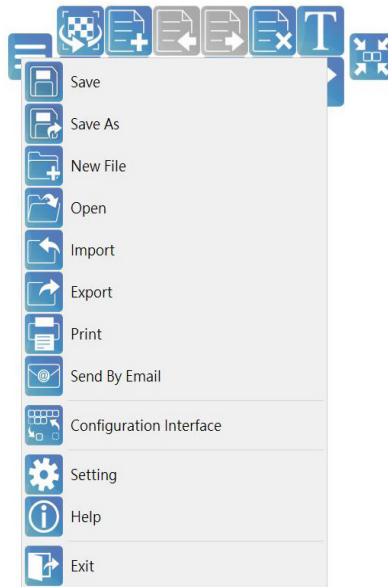 T
Save
Save As
New File
Open
Import
Export
Print
Send By Email
Configuration Interface
Setting
Help
Exit